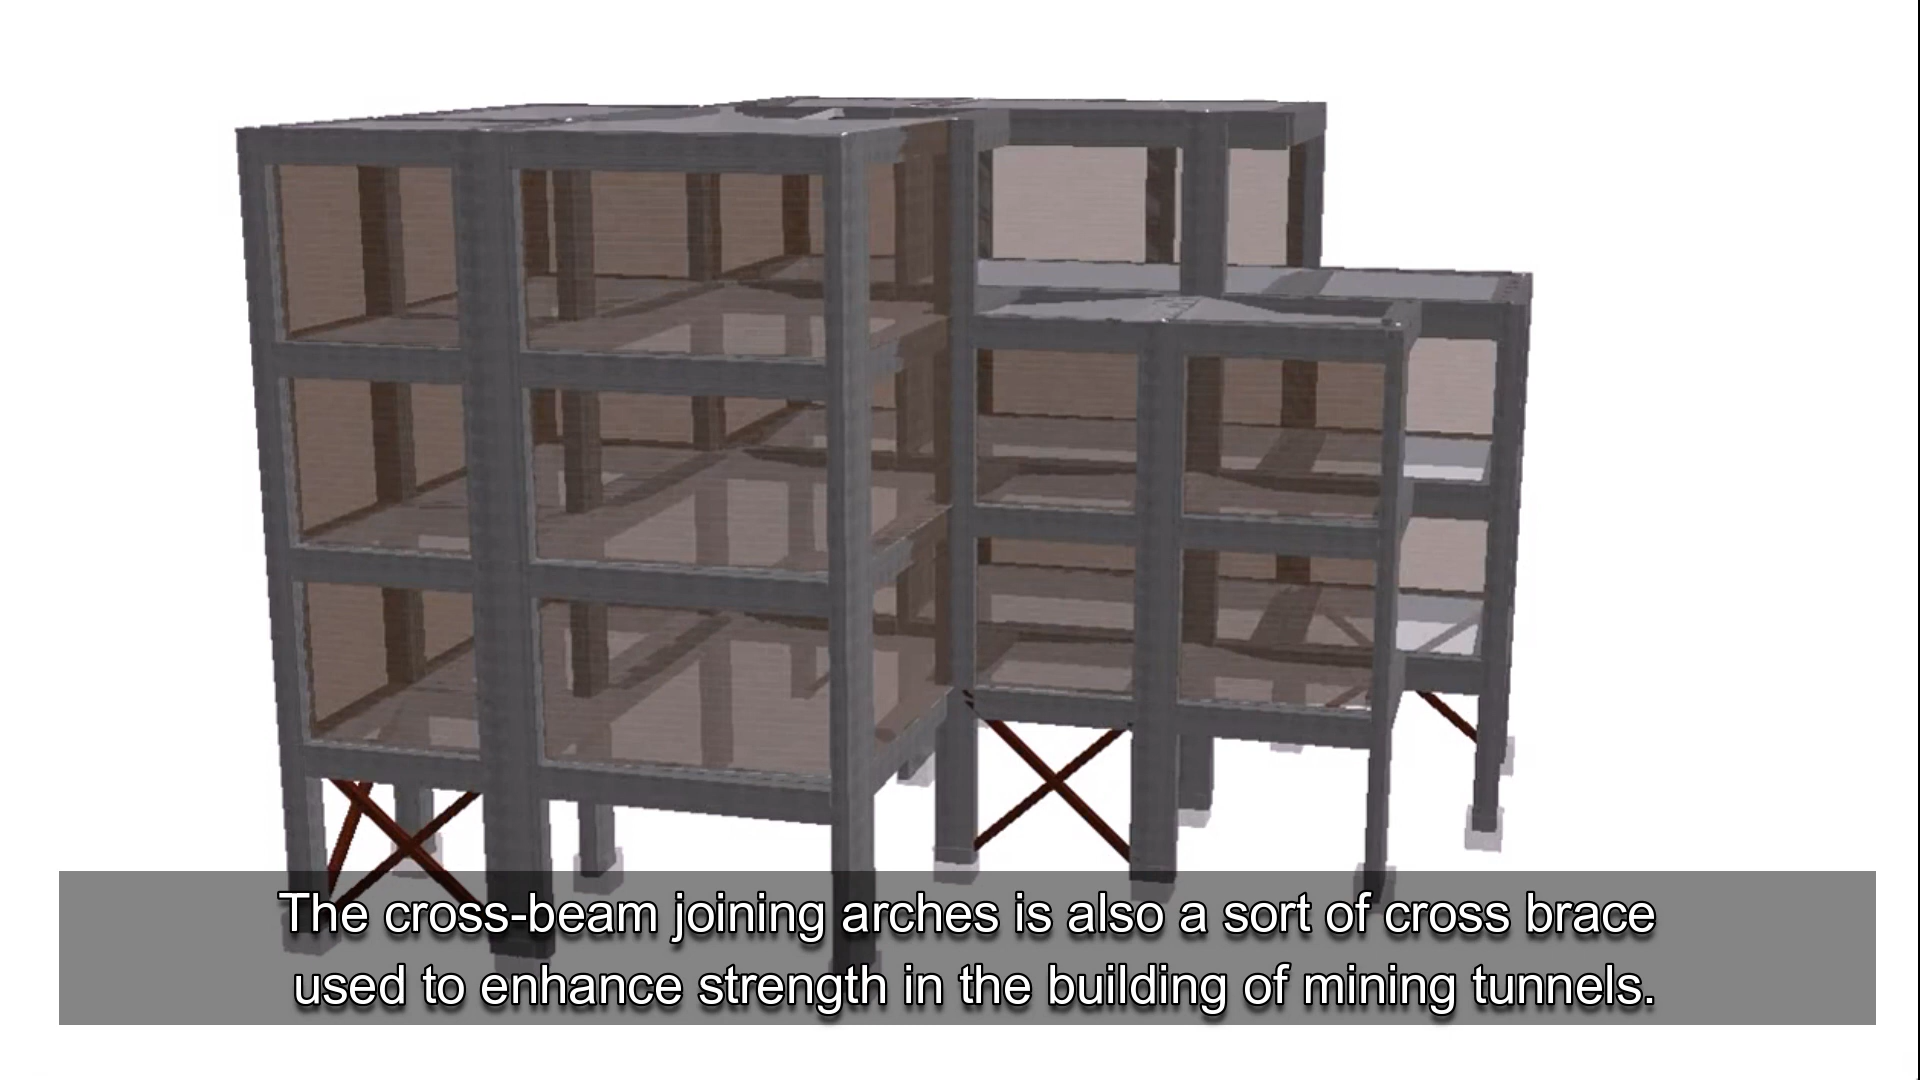 The cross-beam joining arches is also a sort of cross brace
used to enhance strength in the building of mining tunnels.